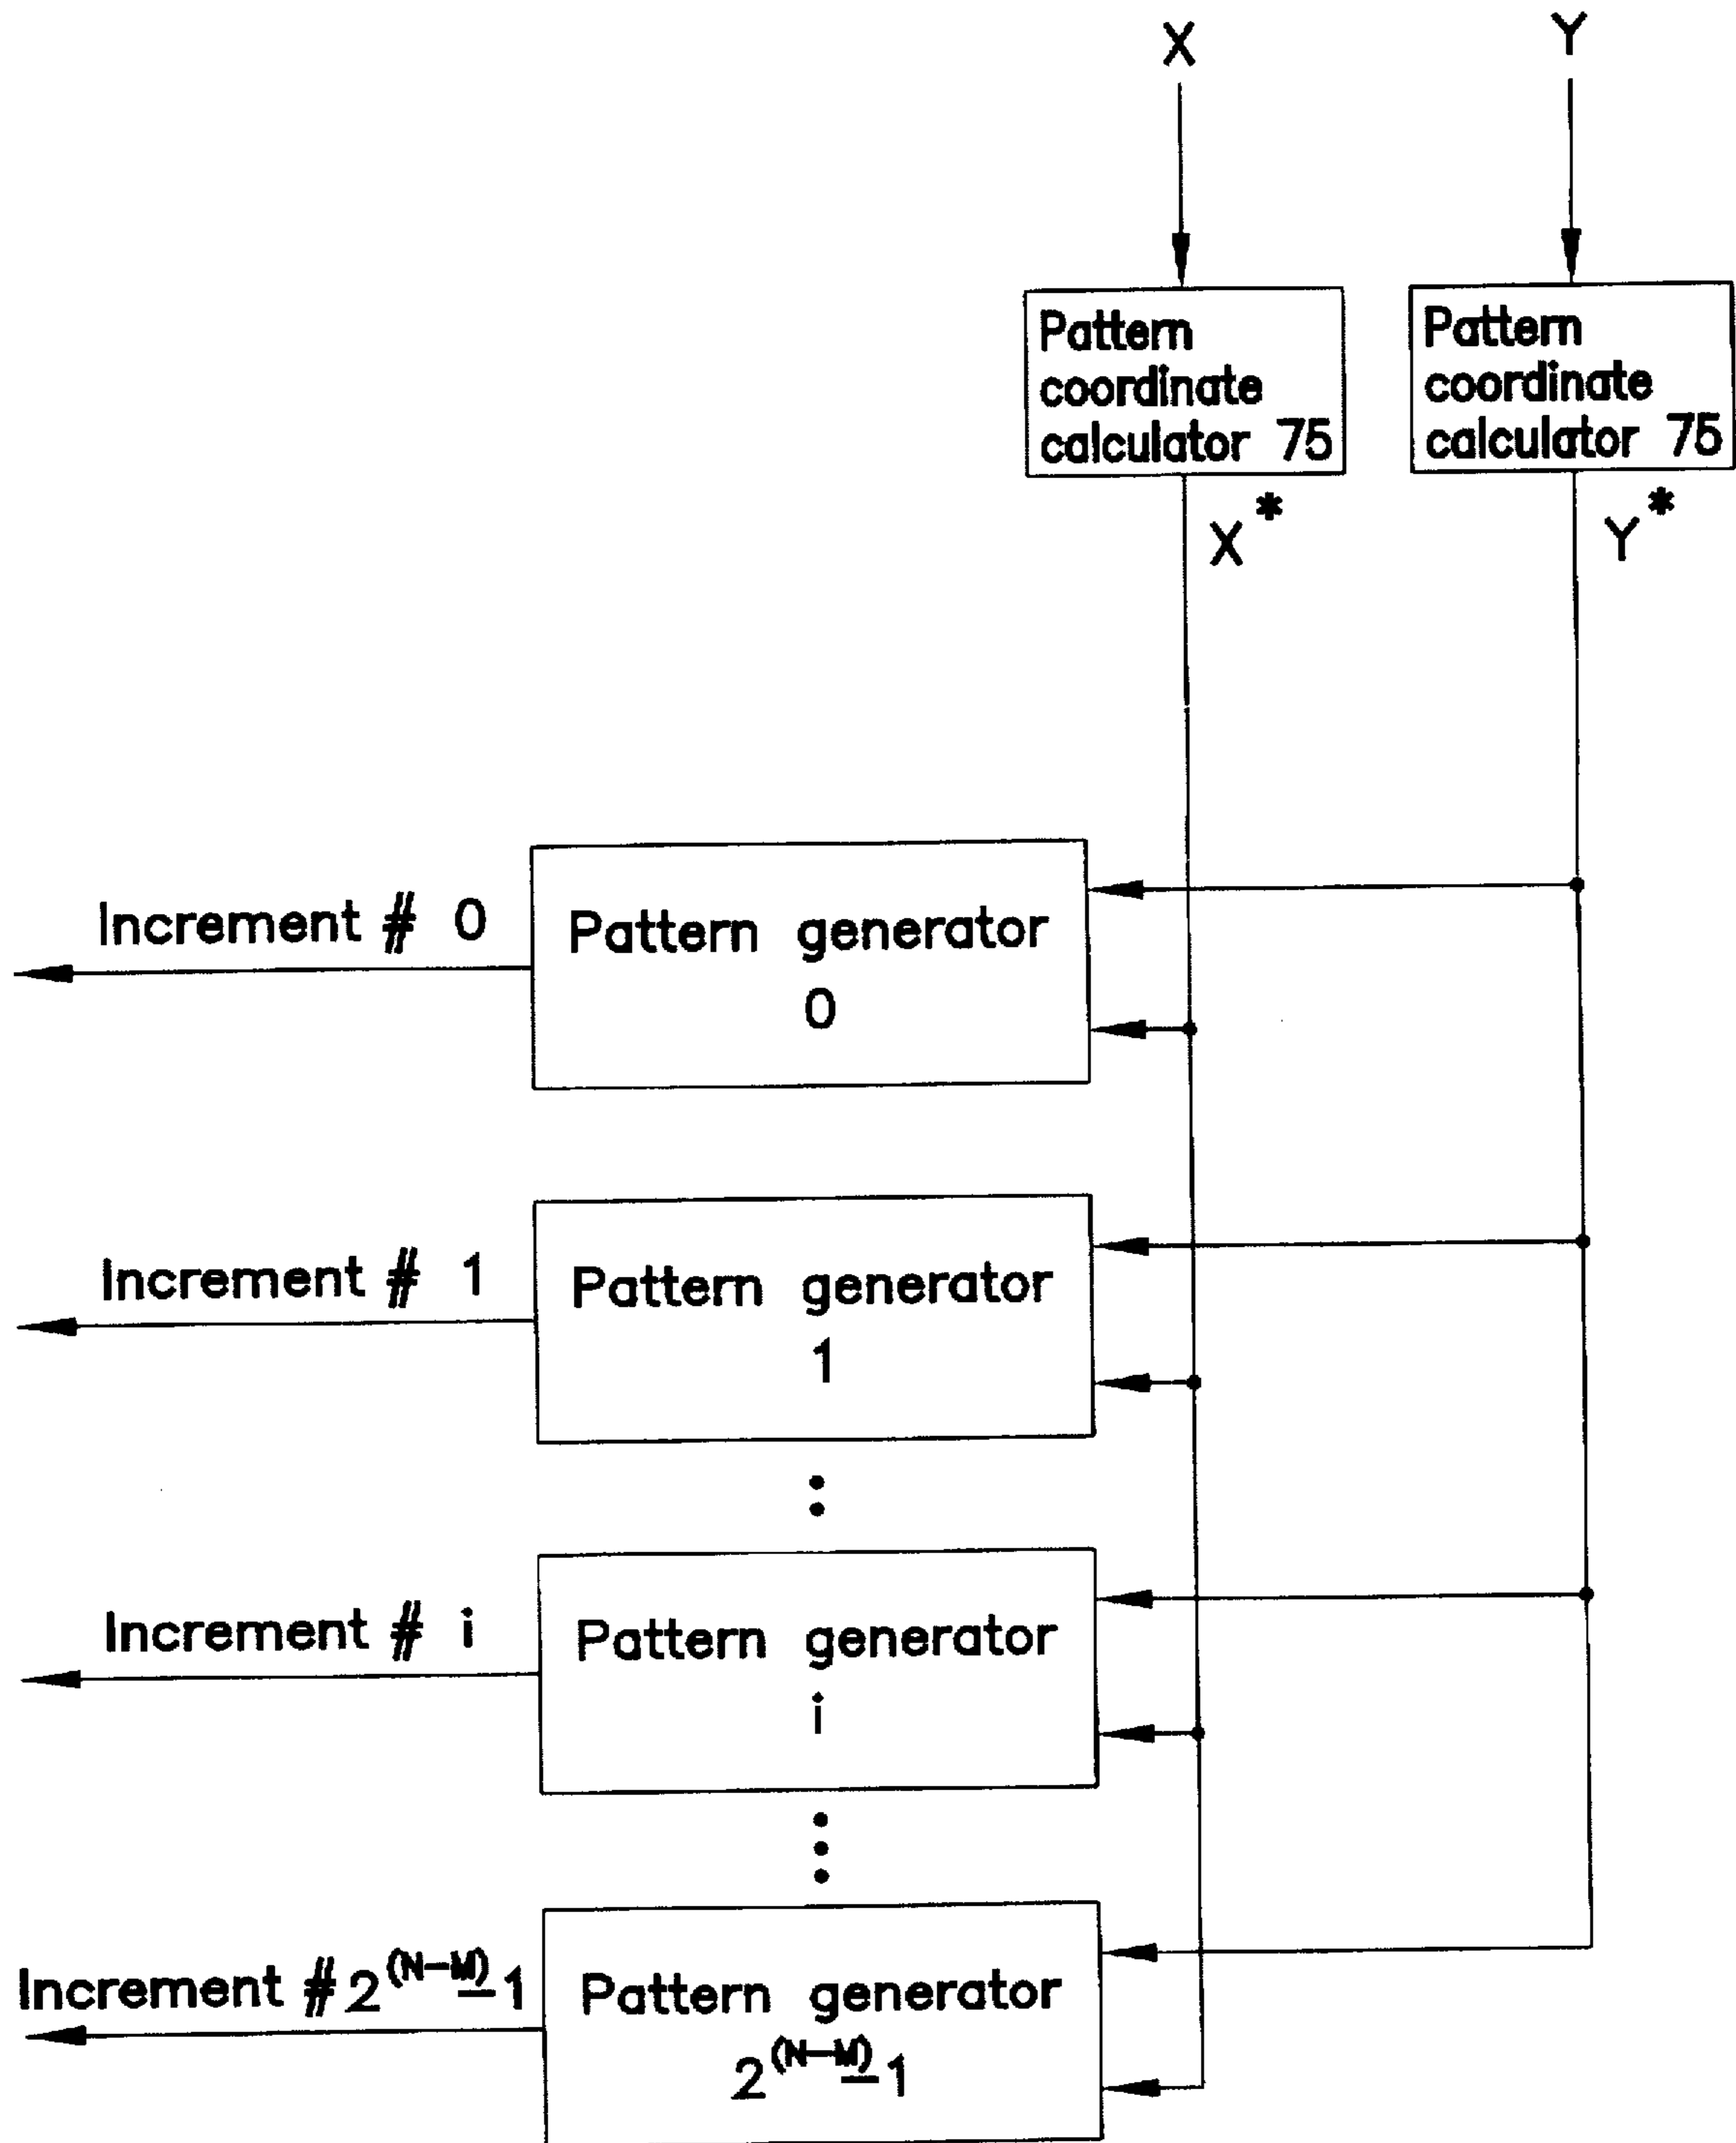 X
Y
Pattern
coordinate
calculator 75
Pattern
coordinate
calculator 75
X*
Y*
Increment # 0
Pattern generator
0
Increment # 1
Pattern generator
1
Increment # i
Pattern generator
i
Increment #2^(N-M)-1
Pattern generator
2^(N-M)-1